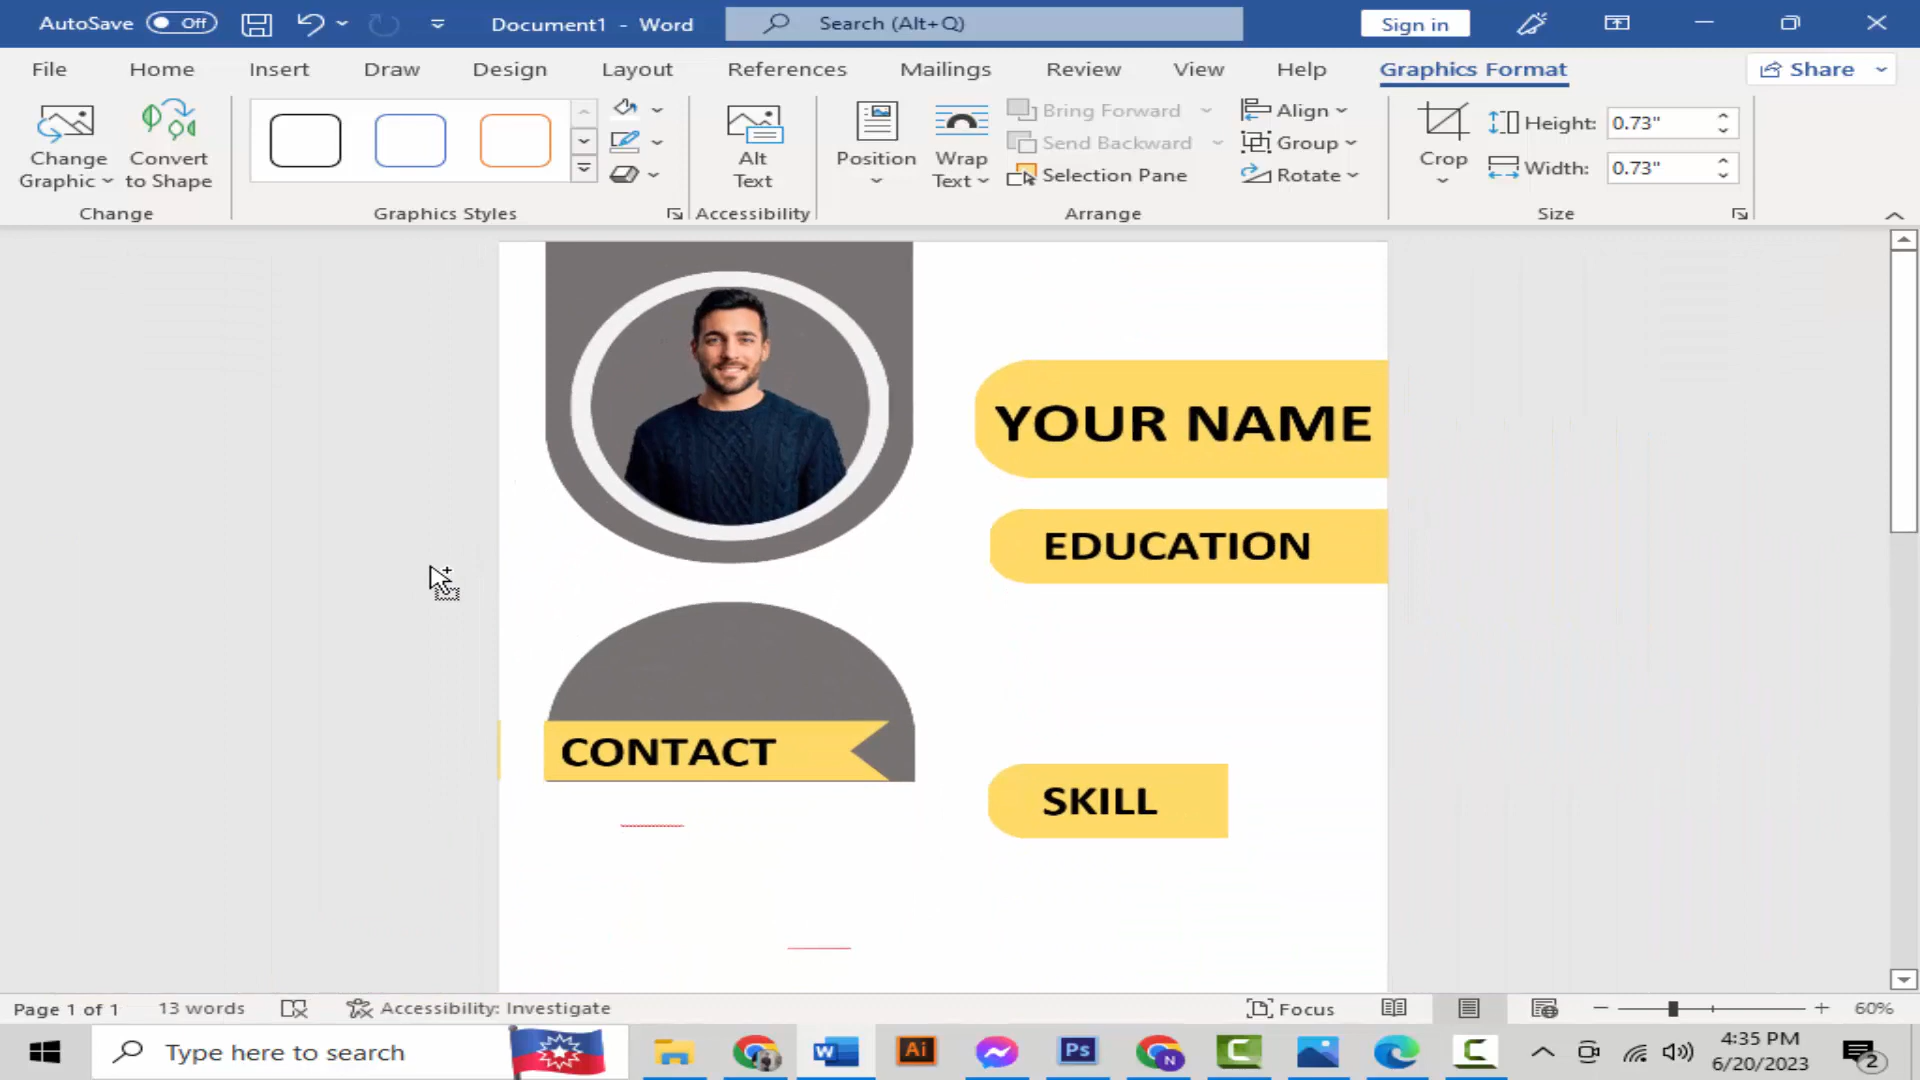 AutoSave Off Document1 - Word Search (Alt+Q) Sign in
File Home Insert Draw Design Layout References Mailings Review View Help Graphics Format Share
Change Graphic
Convert to Shape
Change
Graphics Styles
Alt Text
Accessibility
Position
Wrap Text
Bring Forward
Send Backward
Selection Pane
Align
Group
Rotate
Arrange
Crop
Height: 0.73"
Width: 0.73"
Size
YOUR NAME
EDUCATION
CONTACT
SKILL
Page 1 of 1 13 words Accessibility: Investigate Focus 60%
Type here to search
W Ai Ps N C C
4:35 PM
6/20/2023
2